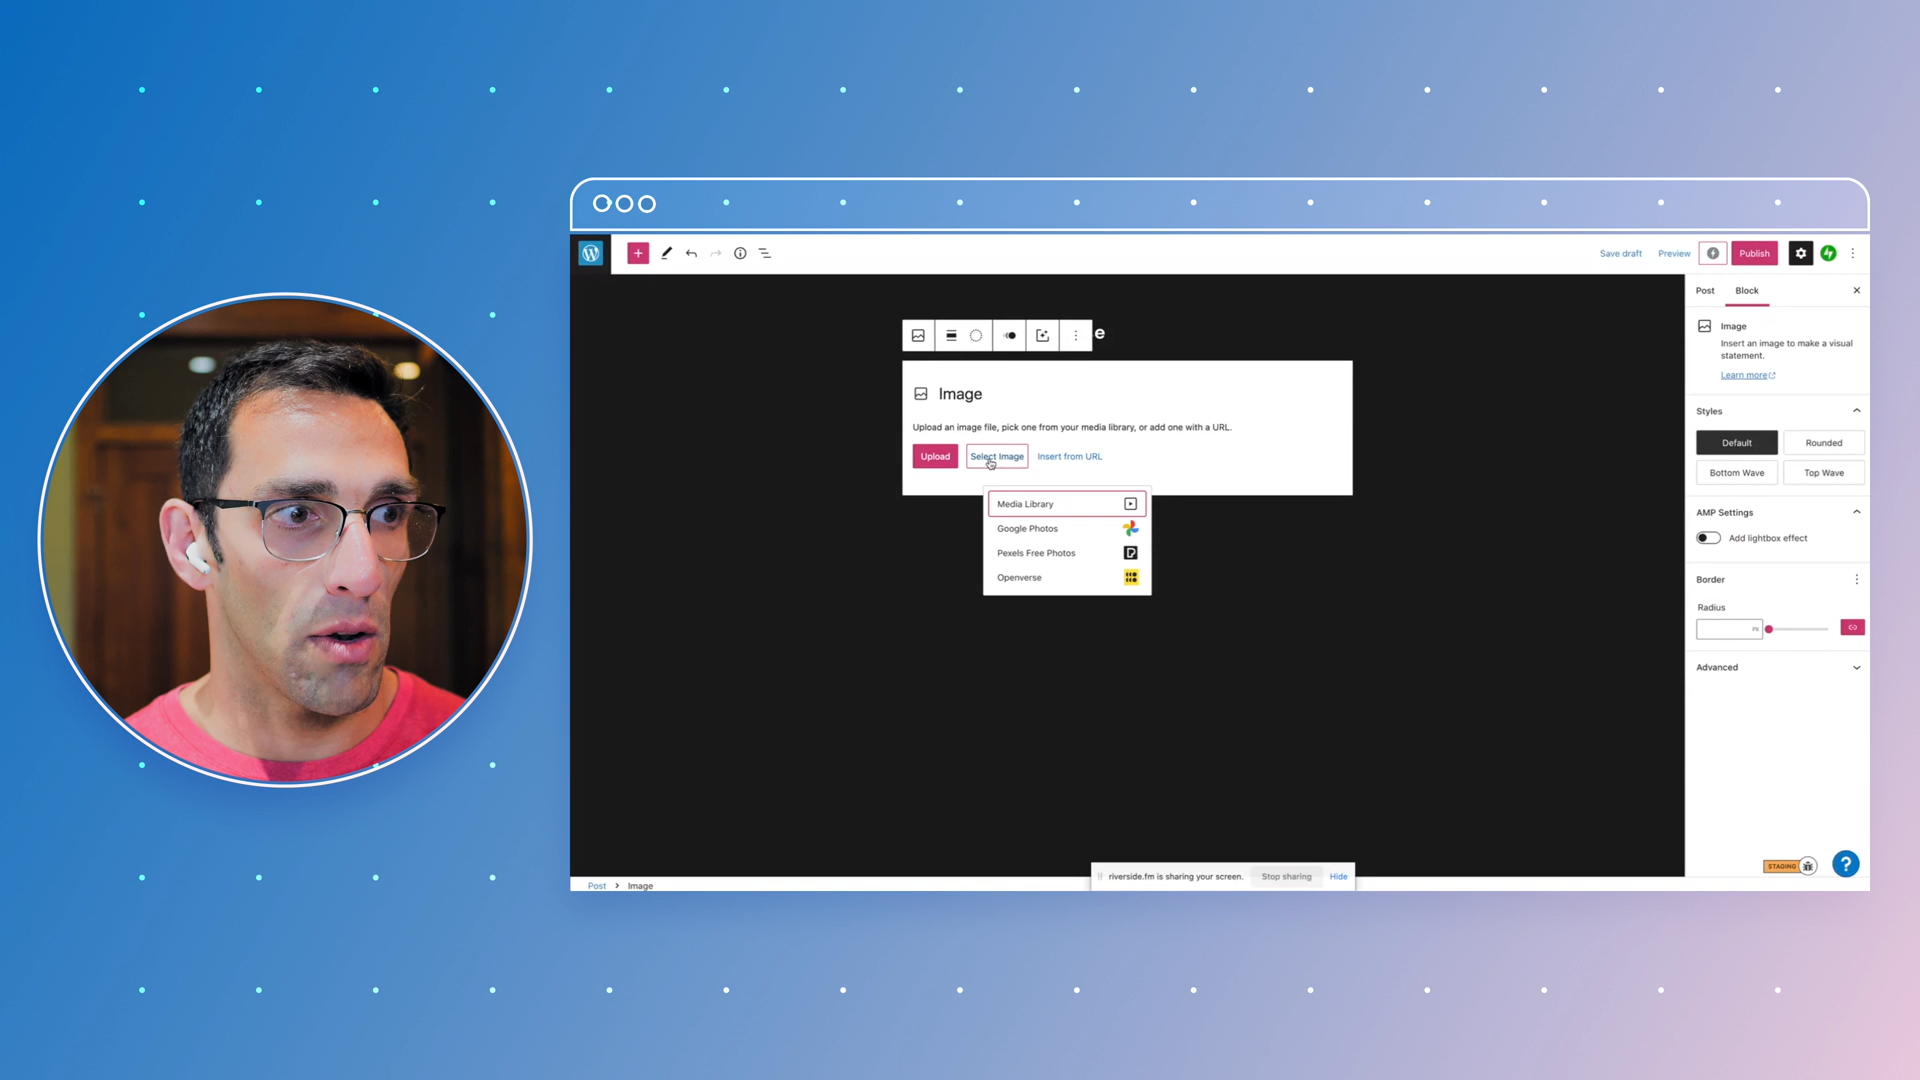 Save draft
Preview
Publish
Post
Block
e
Image
Insert an image to make a visual
statement.
Learn more
Image
Upload an image file, pick one from your media library, or add one with a URL.
Upload
Select Image
Insert from URL
Media Library
Google Photos
Pexels Free Photos
Openverse
Styles
Default
Rounded
Bottom Wave
Top Wave
AMP Settings
Add lightbox effect
Border
Radius
PX
Advanced
STAGING
?
riverside.fm is sharing your screen.
Stop sharing
Hide
Post > Image